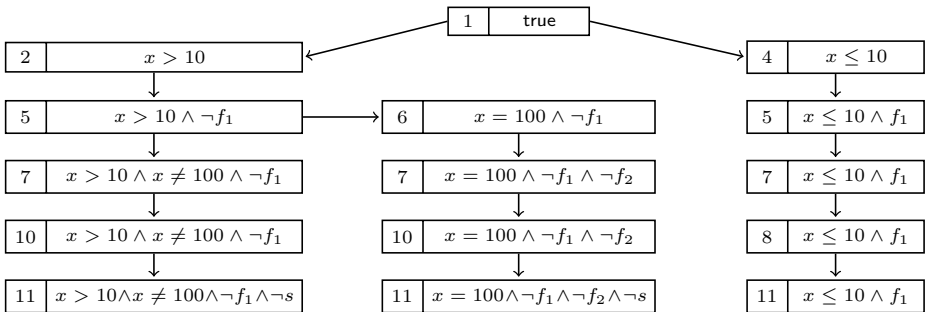 1 true
2 x > 10
4 x ≤ 10
5 x > 10 ∧ ¬f₁
6 x = 100 ∧ ¬f₁
5 x ≤ 10 ∧ f₁
7 x > 10 ∧ x ≠ 100 ∧ ¬f₁
7 x = 100 ∧ ¬f₁ ∧ ¬f₂
7 x ≤ 10 ∧ f₁
10 x > 10 ∧ x ≠ 100 ∧ ¬f₁
10 x = 100 ∧ ¬f₁ ∧ ¬f₂
8 x ≤ 10 ∧ f₁
11 x > 10∧x ≠ 100∧¬f₁∧¬s
11 x = 100∧¬f₁∧¬f₂∧¬s
11 x ≤ 10 ∧ f₁